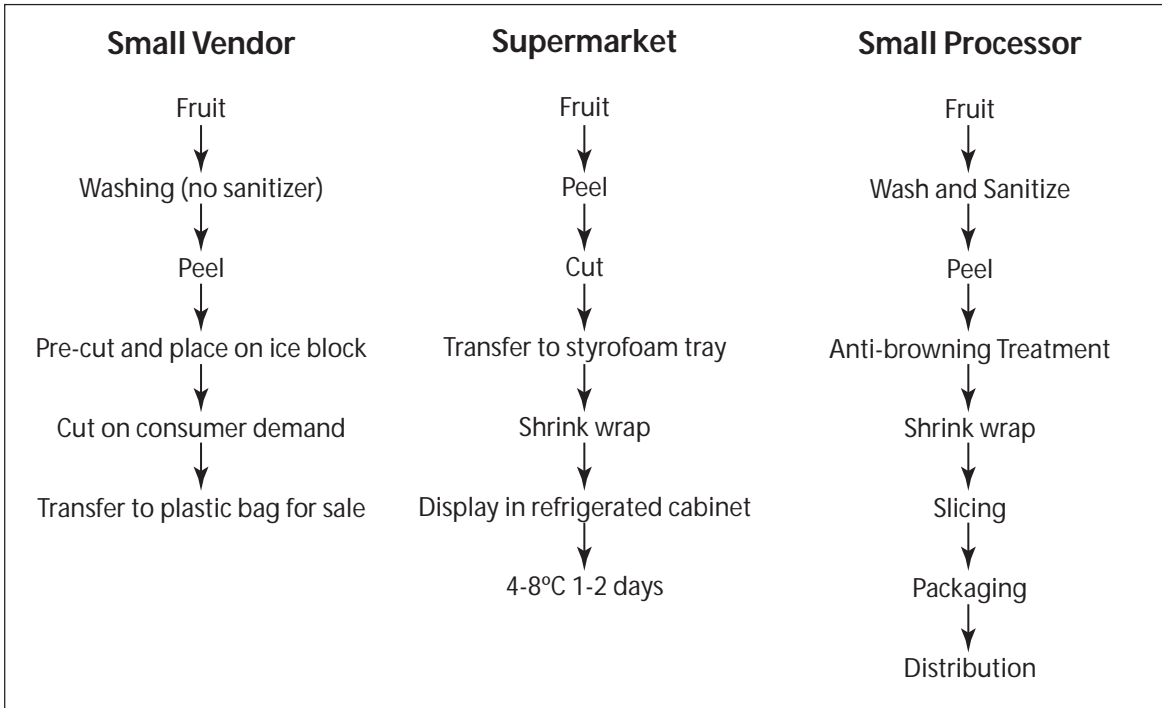 Small Vendor
Fruit
Washing (no sanitizer)
Peel
Pre-cut and place on ice block
Cut on consumer demand
Transfer to plastic bag for sale
Supermarket
Fruit
Peel
Cut
Transfer to styrofoam tray
Shrink wrap
Display in refrigerated cabinet
4-8ºC 1-2 days
Small Processor
Fruit
Wash and Sanitize
Peel
Anti-browning Treatment
Shrink wrap
Slicing
Packaging
Distribution